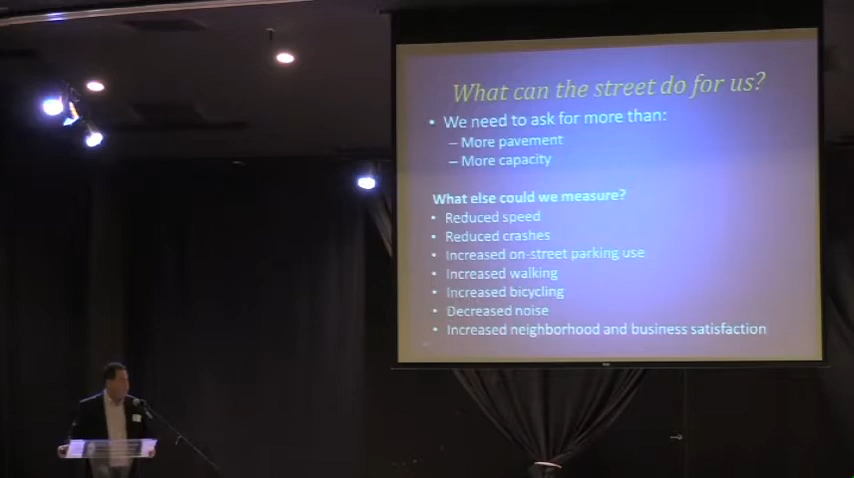 What can the street do for us?
• We need to ask for more than:
– More pavement
– More capacity
What else could we measure?
• Reduced speed
• Reduced crashes
• Increased on-street parking use
• Increased walking
• Increased bicycling
• Decreased noise
• Increased neighborhood and business satisfaction